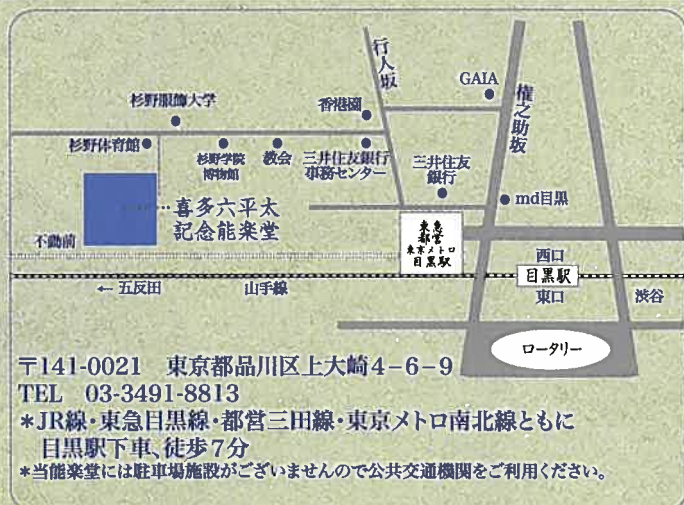 行人坂
GAIA
権之助坂
杉野服飾大学
香港園
杉野体育館
杉野学院
博物館
教会
三井住友銀行
事務センター
三井住友
銀行
md目黒
喜多六平太
記念能楽堂
不動前
東急
都営
東京メトロ
目黒駅
西口
目黒駅
東口
← 五反田
山手線
渋谷
ロータリー
〒141-0021 東京都品川区上大崎4-6-9
TEL 03-3491-8813
*JR線・東急目黒線・都営三田線・東京メトロ南北線ともに
目黒駅下車、徒歩7分
*当能楽堂には駐車場施設がございませんので公共交通機関をご利用ください。